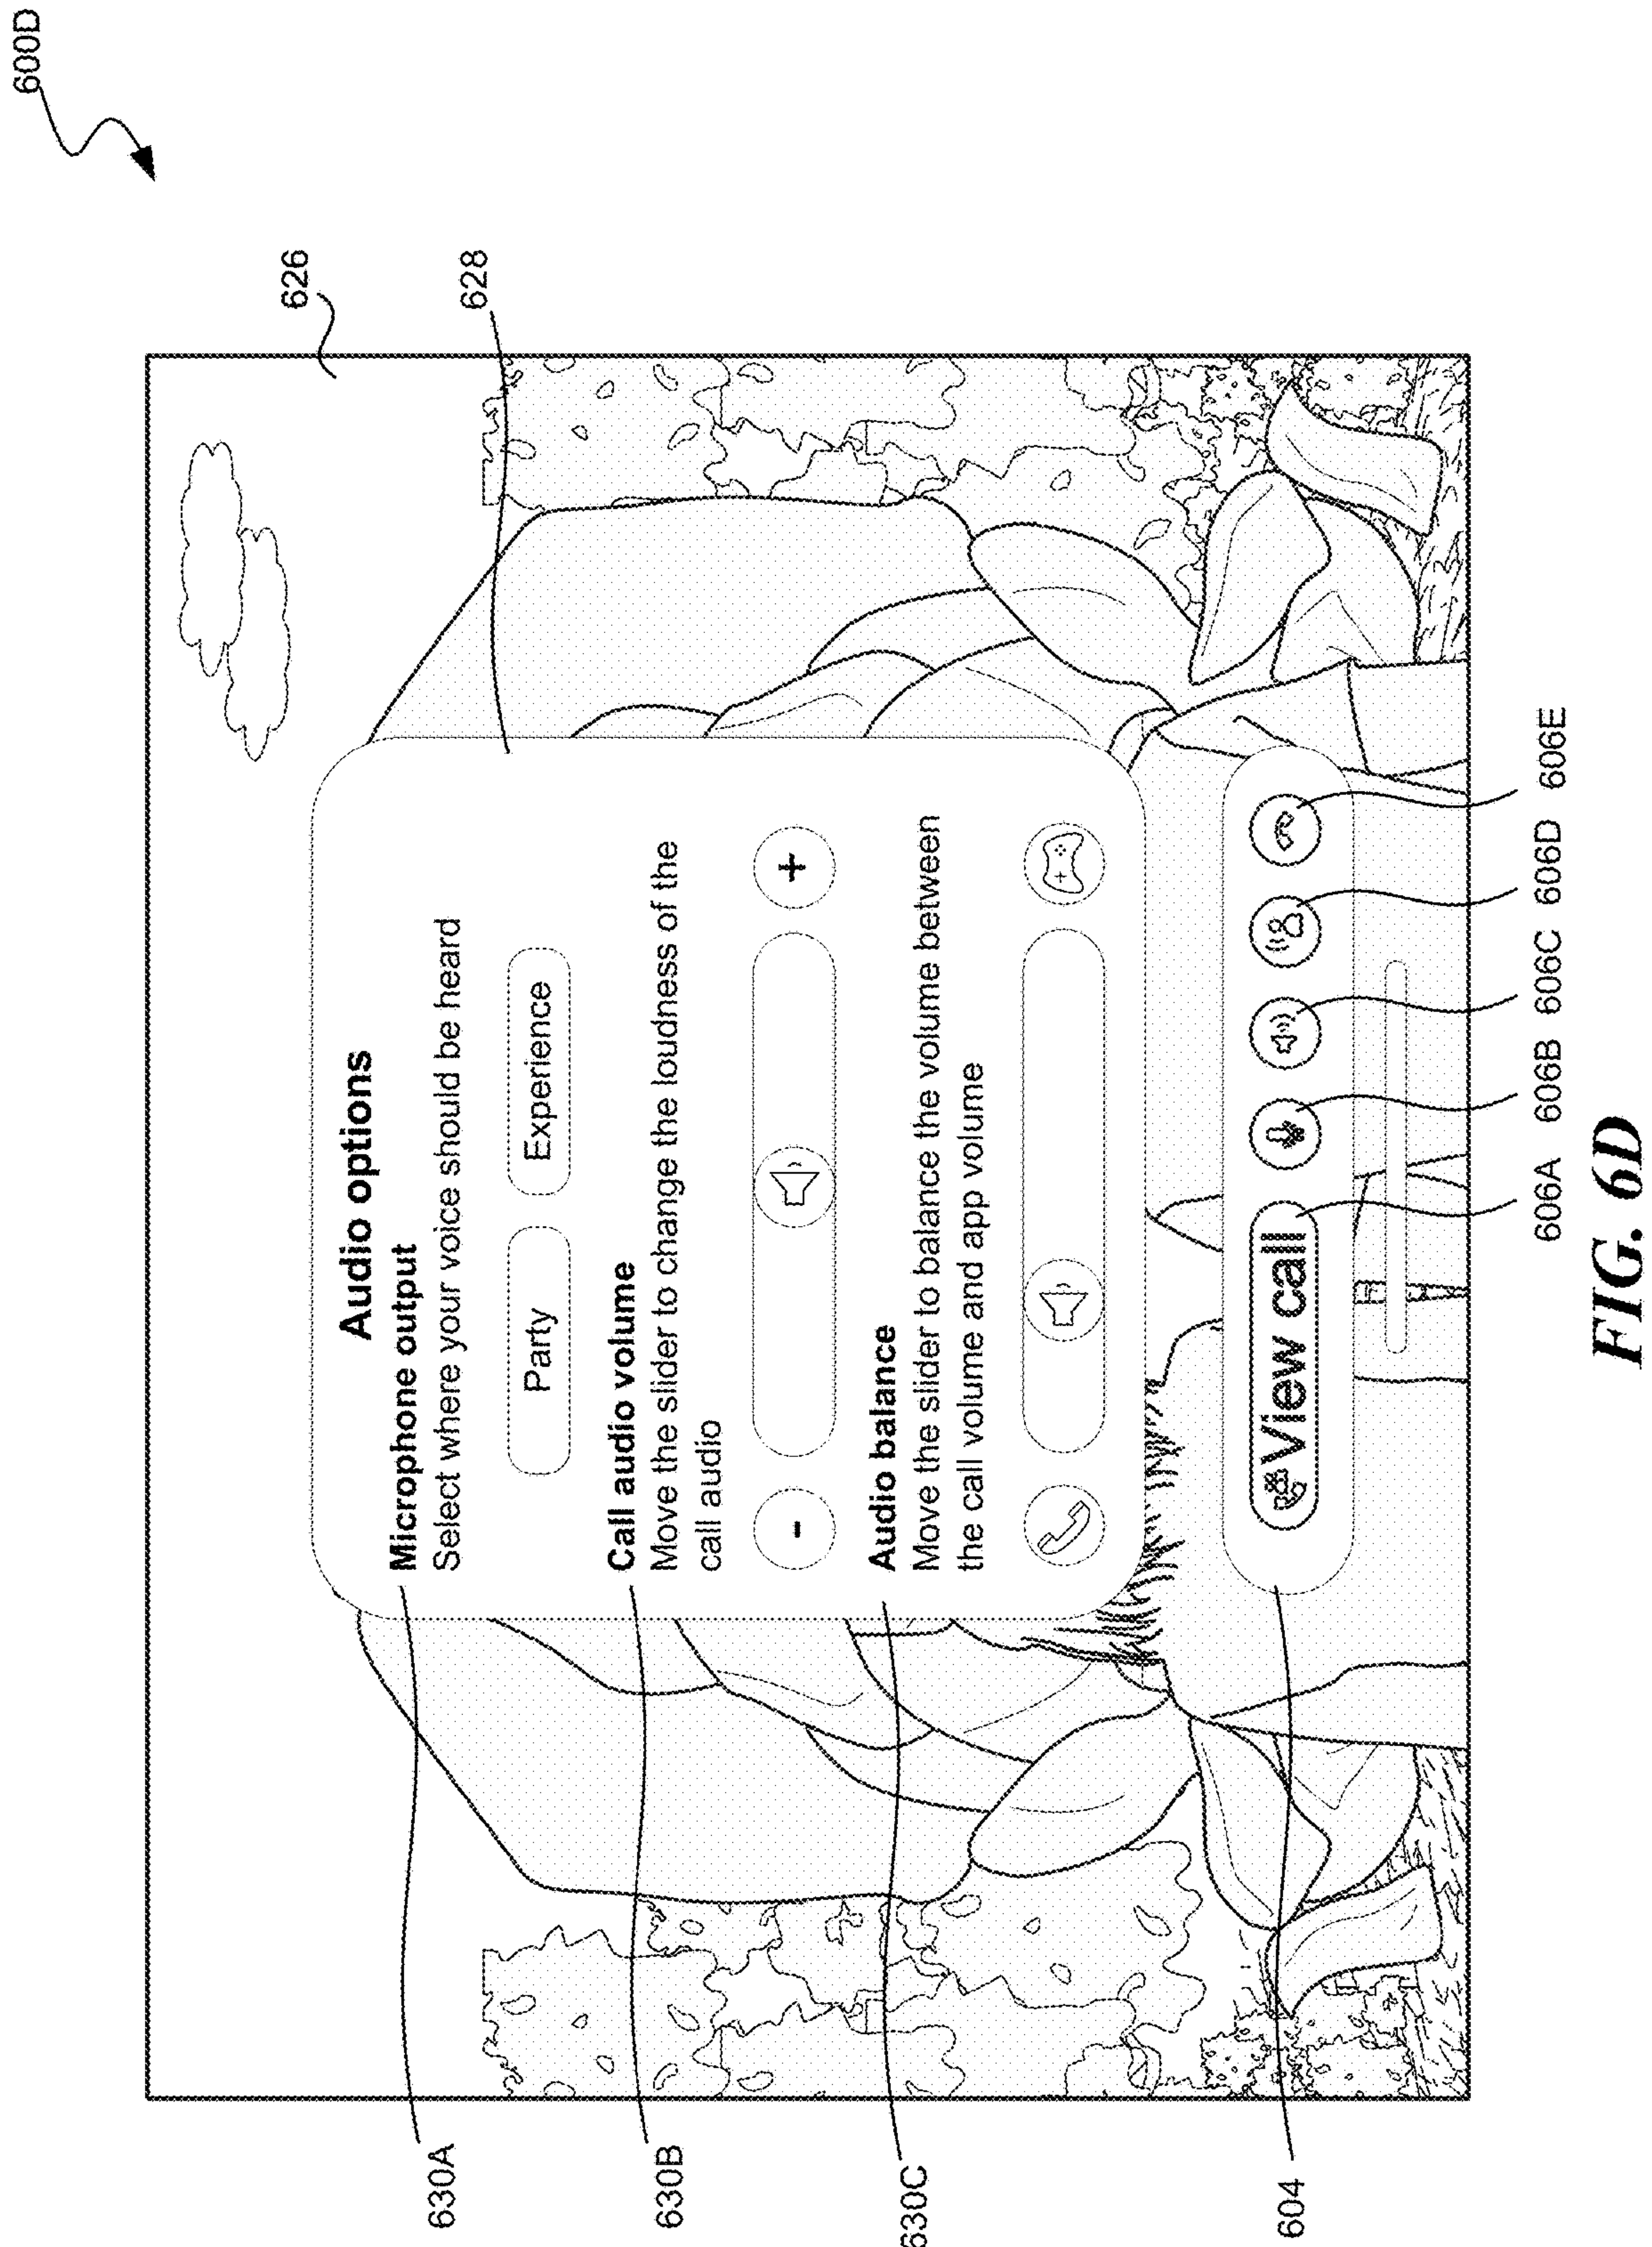 600D
626
628
Audio options
630A
Microphone output
Select where your voice should be heard
Party
Experience
630B
Call audio volume
Move the slider to change the loudness of the
call audio
-
+
630C
Audio balance
Move the slider to balance the volume between
the call volume and app volume
604
View call
606A
606B
606C
606D
606E
FIG. 6D